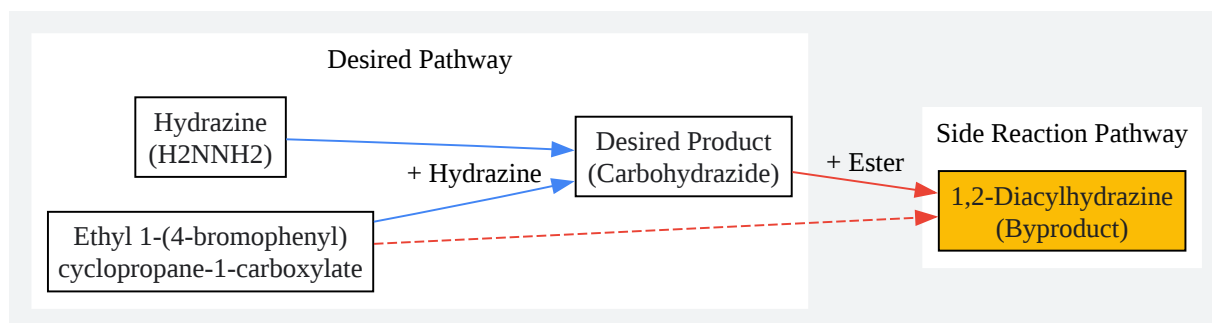 Desired Pathway
Hydrazine
(H2NNH2)
+ Hydrazine
Ethyl 1-(4-bromophenyl)
cyclopropane-1-carboxylate
Desired Product
(Carbohydrazide)
+ Ester
Side Reaction Pathway
1,2-Diacylhydrazine
(Byproduct)